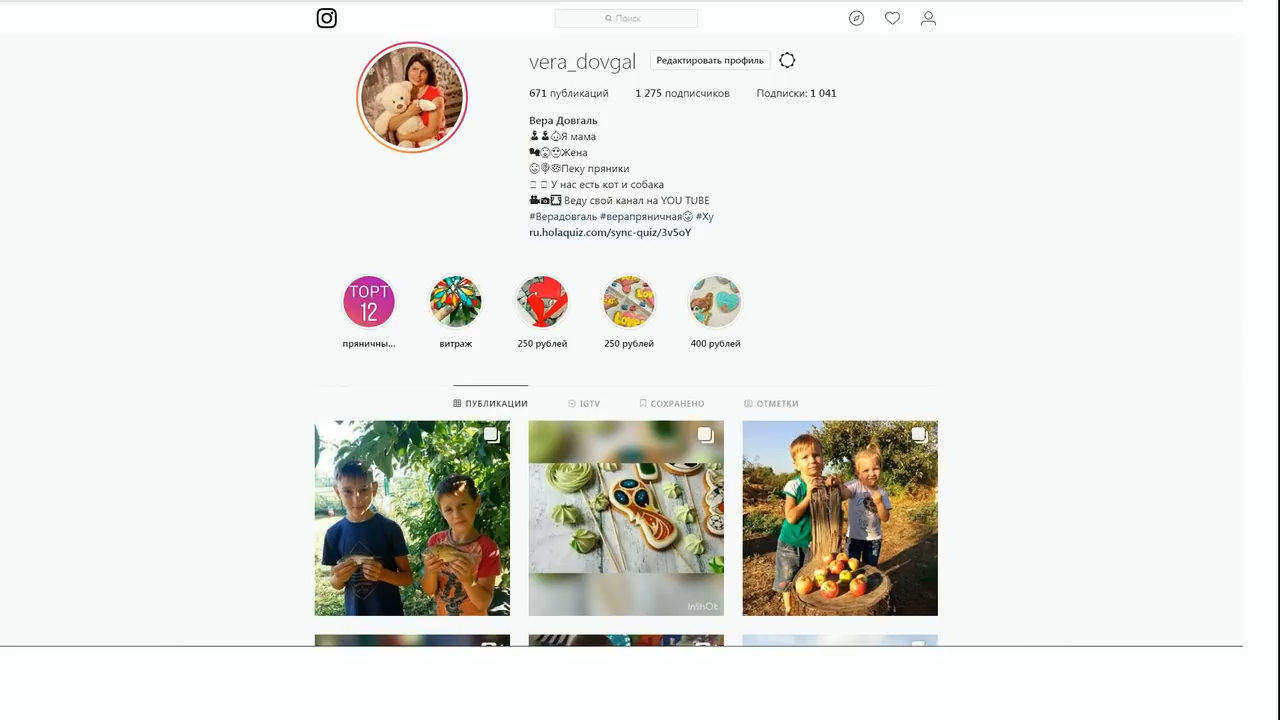 Поиск
vera_dovgal Редактировать профиль
671 публикаций 1 275 подписчиков Подписки: 1 041
Вера Довгаль
Я мама
Жена
Пеку пряники
У нас есть кот и собака
Веду свой канал на YOU TUBE
#Верадовгаль #верапряничная #Ху
ru.holaquiz.com/sync-quiz/3v5oY
ТОРТ
12
пряничны... витраж 250 рублей 250 рублей 400 рублей
ПУБЛИКАЦИИ IGTV СОХРАНЕНО ОТМЕТКИ
InShOt